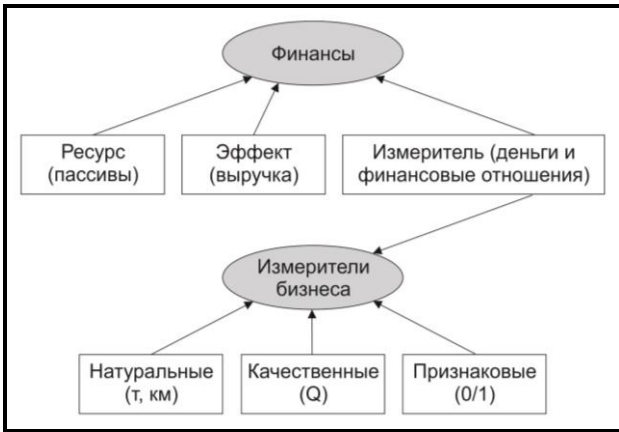 Финансы
Ресурс
(пассивы)
Эффект
(выручка)
Измеритель (деньги и
финансовые отношения)
Измерители
бизнеса
Натуральные
(т, км)
Качественные
(Q)
Признаковые
(0/1)